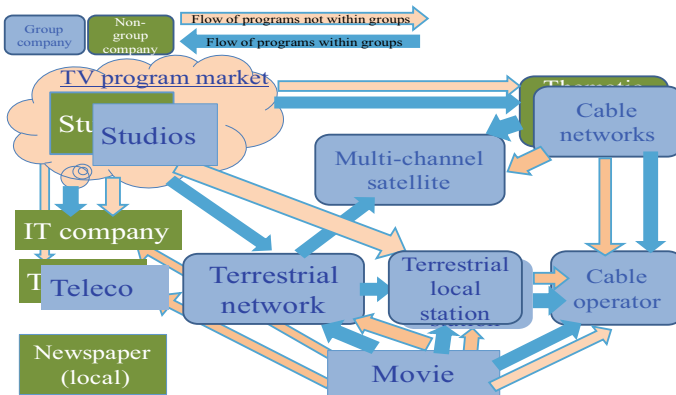 Group
company
Non-
group
company
Flow of programs not within groups
Flow of programs within groups
TV program market
Studios
Thematic
Cable
networks
Multi-channel
satellite
IT company
Teleco
Terrestrial
network
Terrestrial
local
station
station
Cable
operator
Newspaper
(local)
Movie